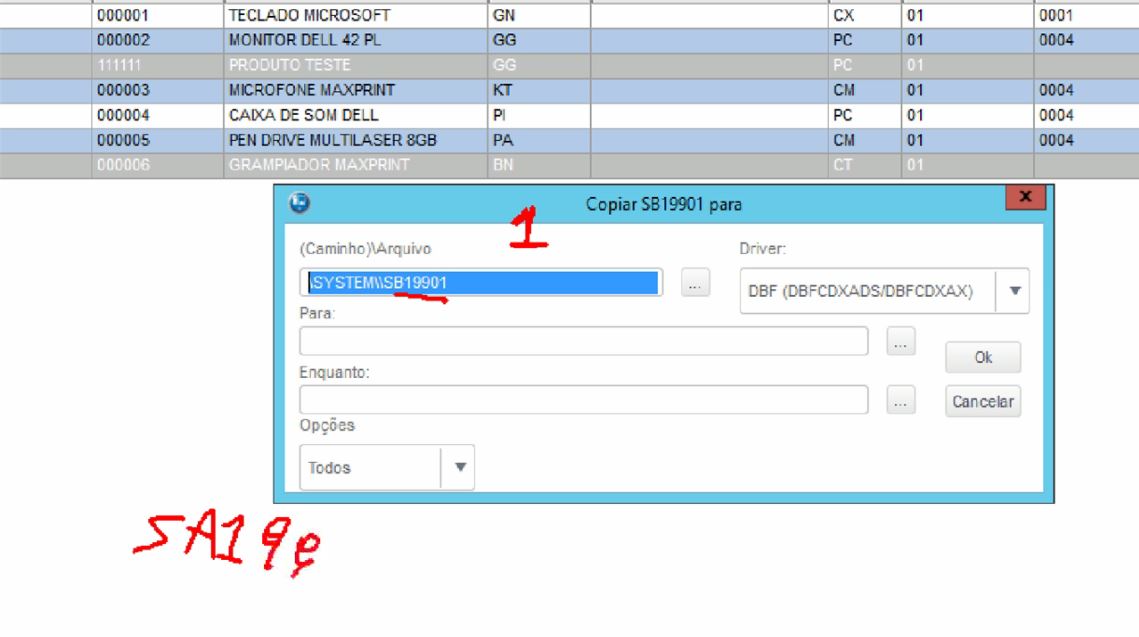 000001 TECLADO MICROSOFT GN CX 01 0001
000002 MONITOR DELL 42 PL GG PC 01 0004
111111 PRODUTO TESTE GG PC 01
000003 MICROFONE MAXPRINT KT CM 01 0004
000004 CAIXA DE SOM DELL PI PC 01 0004
000005 PEN DRIVE MULTILASER 8GB PA CM 01 0004
000006 GRAMPIADOR MAXPRINT BN CT 01
Copiar SB19901 para x
1
(Caminho)\Arquivo Driver:
\SYSTEM\\SB19901 ... DBF (DBFCDXADS/DBFCDXAX)
Para:
... Ok
Enquanto:
... Cancelar
Opções
Todos
SA19